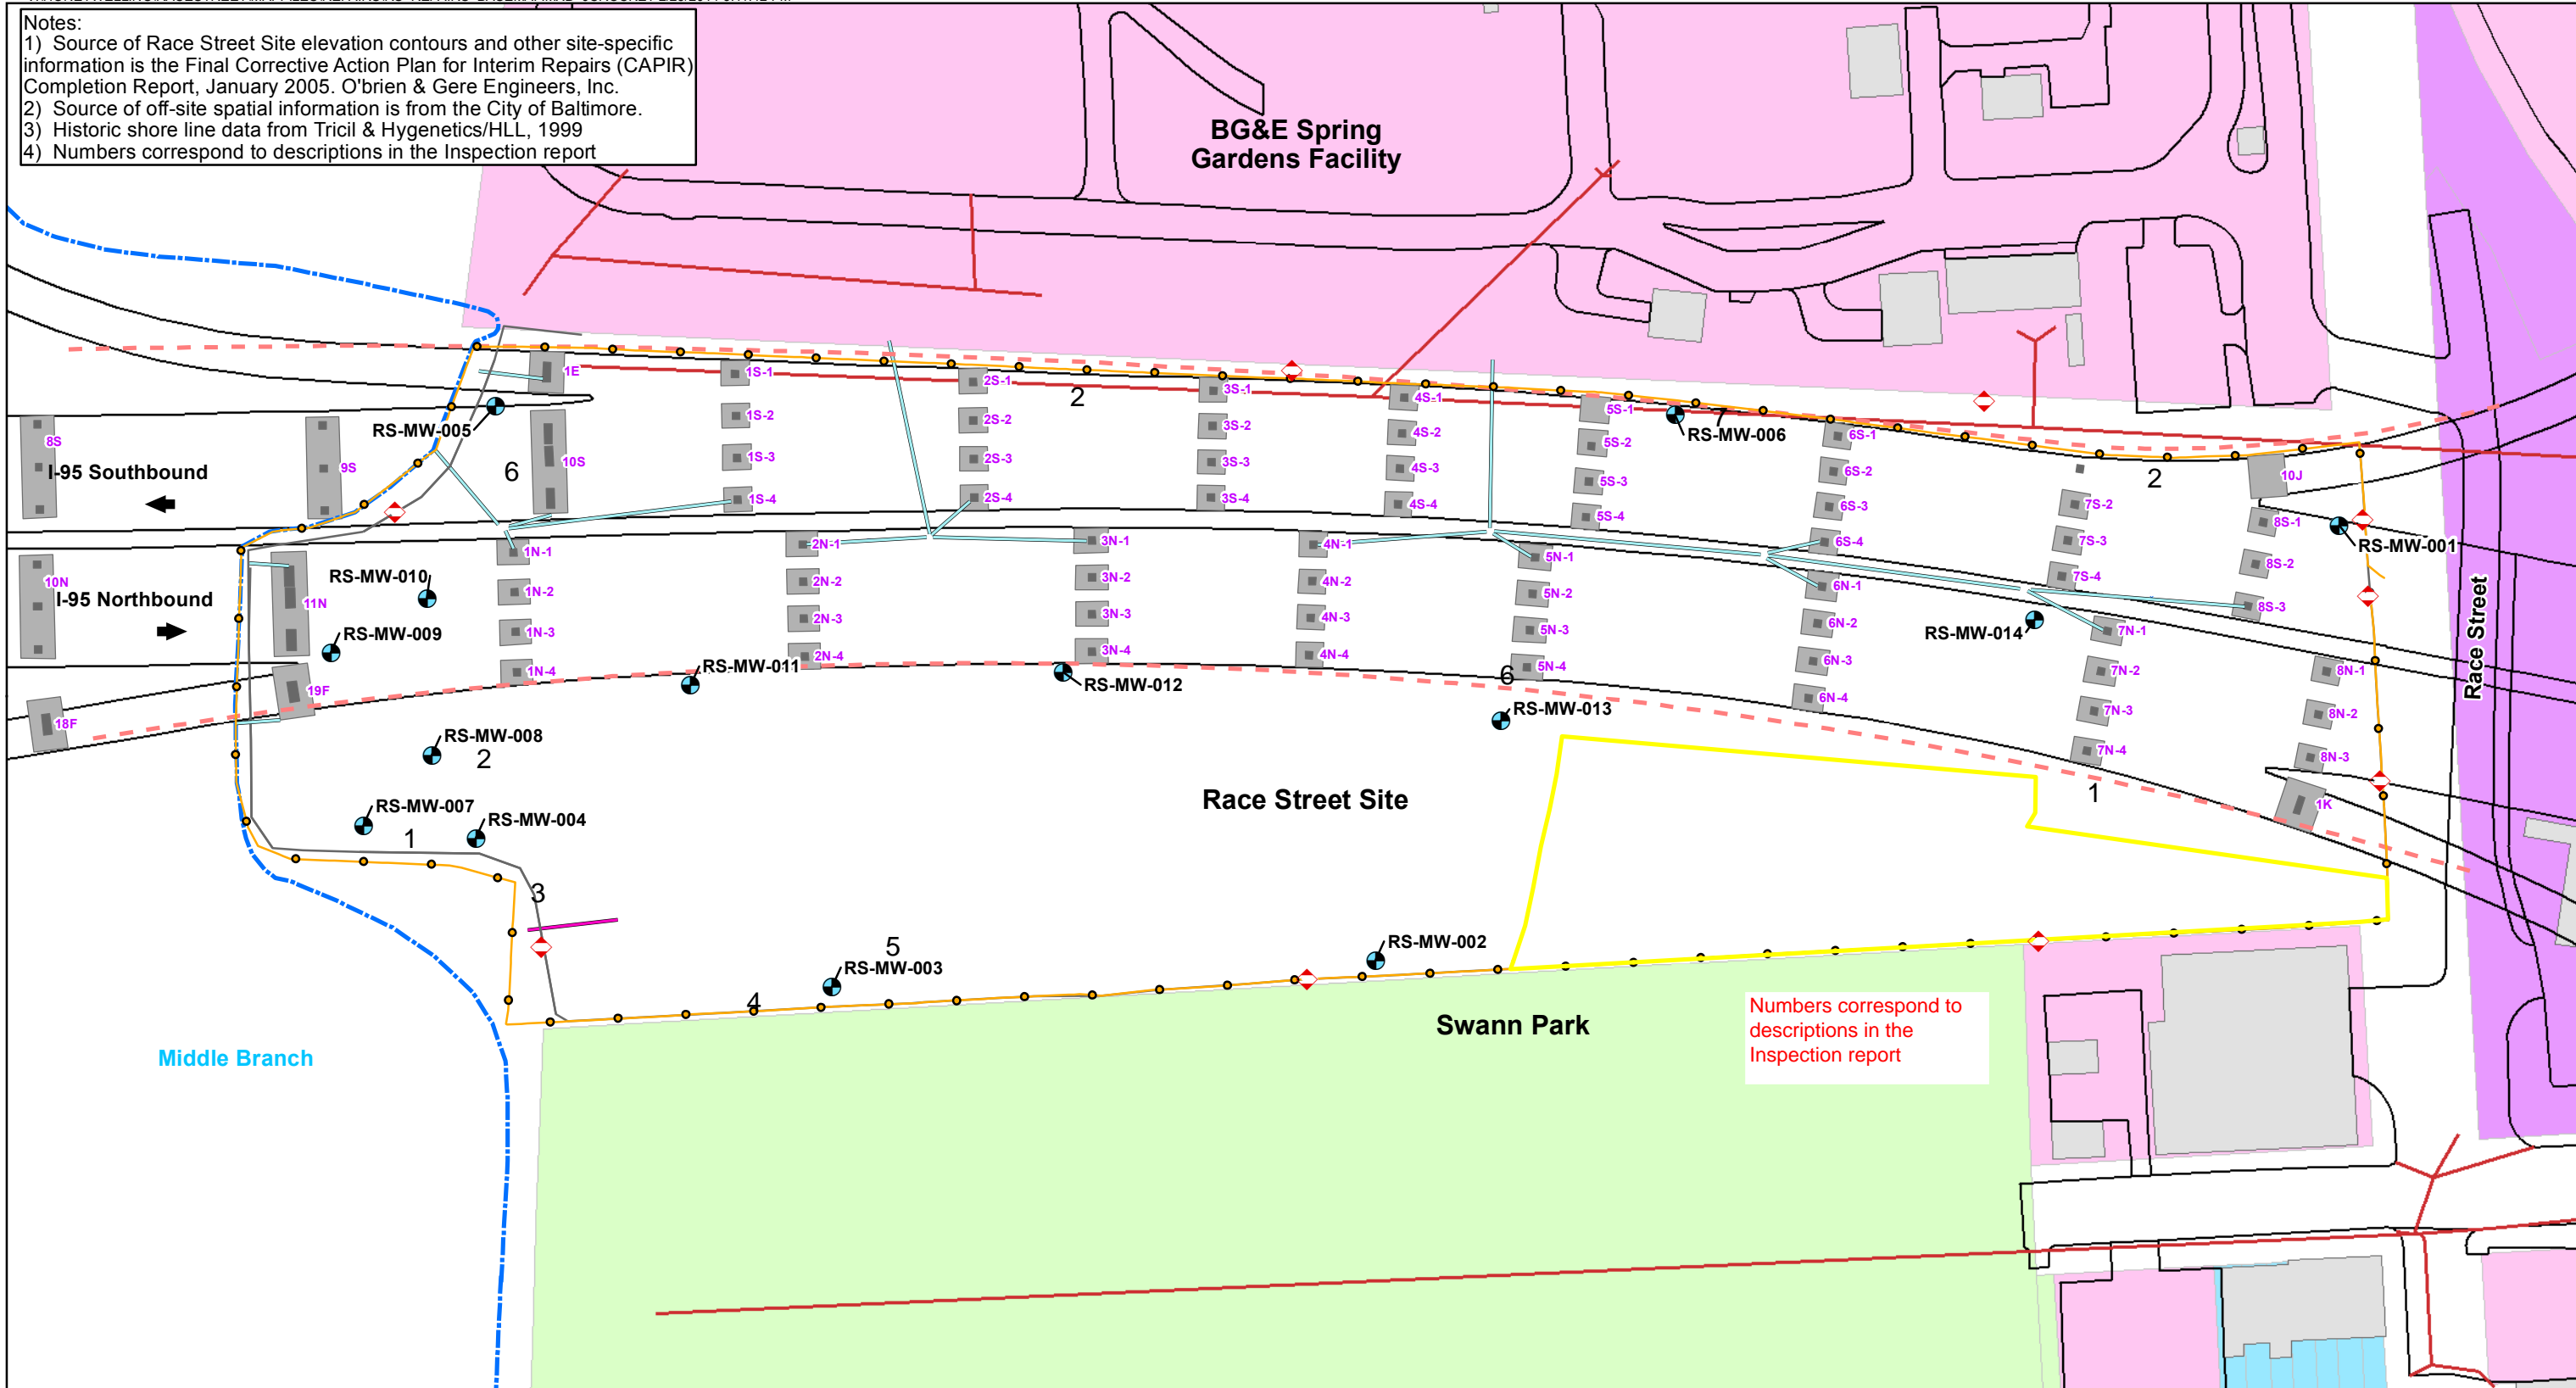 Notes:
1) Source of Race Street Site elevation contours and other site-specific
information is the Final Corrective Action Plan for Interim Repairs (CAPIR)
Completion Report, January 2005. O'brien & Gere Engineers, Inc.
2) Source of off-site spatial information is from the City of Baltimore.
3) Historic shore line data from Tricil & Hygenetics/HLL, 1999
4) Numbers correspond to descriptions in the Inspection report
BG&E Spring
Gardens Facility
1E
1S-1
2S-1
3S-1
4S-1
5S-1
6S-1
2
7
RS-MW-005
1S-2
2S-2
3S-2
4S-2
5S-2
6S-2
RS-MW-006
8S
9S
10S
6
I-95 Southbound
1S-3
2S-3
3S-3
4S-3
5S-3
6S-3
7S-2
2
10J
1S-4
2S-4
3S-4
4S-4
5S-4
6S-4
7S-3
8S-1
RS-MW-001
10N
11N
I-95 Northbound
RS-MW-010
1N-1
2N-1
3N-1
4N-1
5N-1
6N-1
7S-4
8S-2
8S-3
RS-MW-009
1N-2
2N-2
3N-2
4N-2
5N-2
6N-2
RS-MW-014
7N-1
1N-3
2N-3
3N-3
4N-3
5N-3
6N-3
7N-2
8N-1
1N-4
2N-4
3N-4
4N-4
5N-4
6N-4
7N-3
8N-2
Race Street
19F
18F
RS-MW-011
RS-MW-012
6
RS-MW-013
7N-4
8N-3
RS-MW-008
2
1
1K
RS-MW-007
1
RS-MW-004
Race Street Site
3
5
RS-MW-003
RS-MW-002
4
Swann Park
Middle Branch
Numbers correspond to
descriptions in the
Inspection report